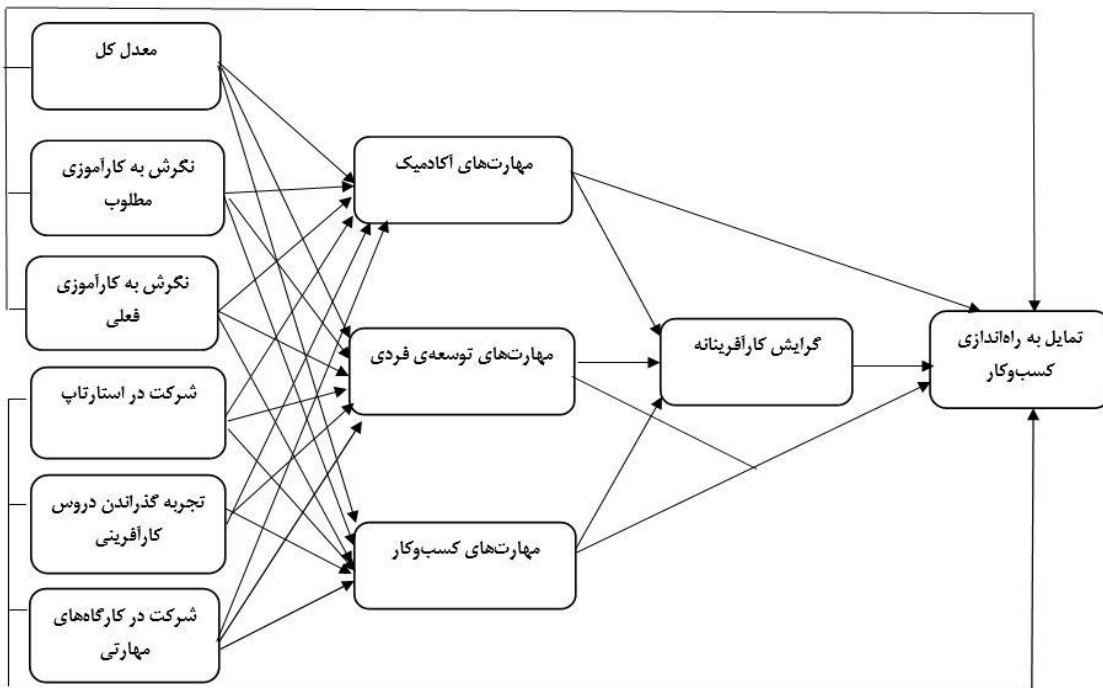 معدل کل
نگرش به کارآموزی
مطلوب
نگرش به کارآموزی
فعلی
شرکت در استارتاپ
تجربه گذراندن دروس
کارآفرینی
شرکت در کارگاه‌های
مهارتی
مهارت‌های آکادمیک
مهارت‌های توسعه‌ی فردی
مهارت‌های کسب‌وکار
گرایش کارآفرینانه
تمایل به راه‌اندازی
کسب‌وکار